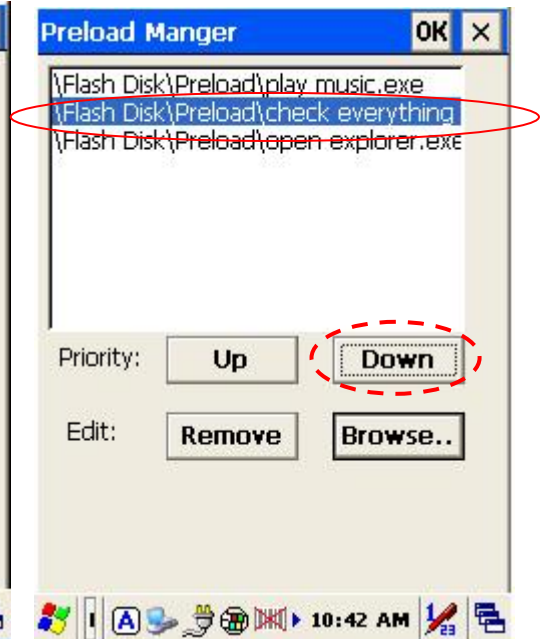 Preload Manger OK ×
\Flash Disk\Preload\play music.exe
\Flash Disk\Preload\check everything
\Flash Disk\Preload\open explorer.exe
Priority: Up Down
Edit: Remove Browse..
A 10:42 AM 23